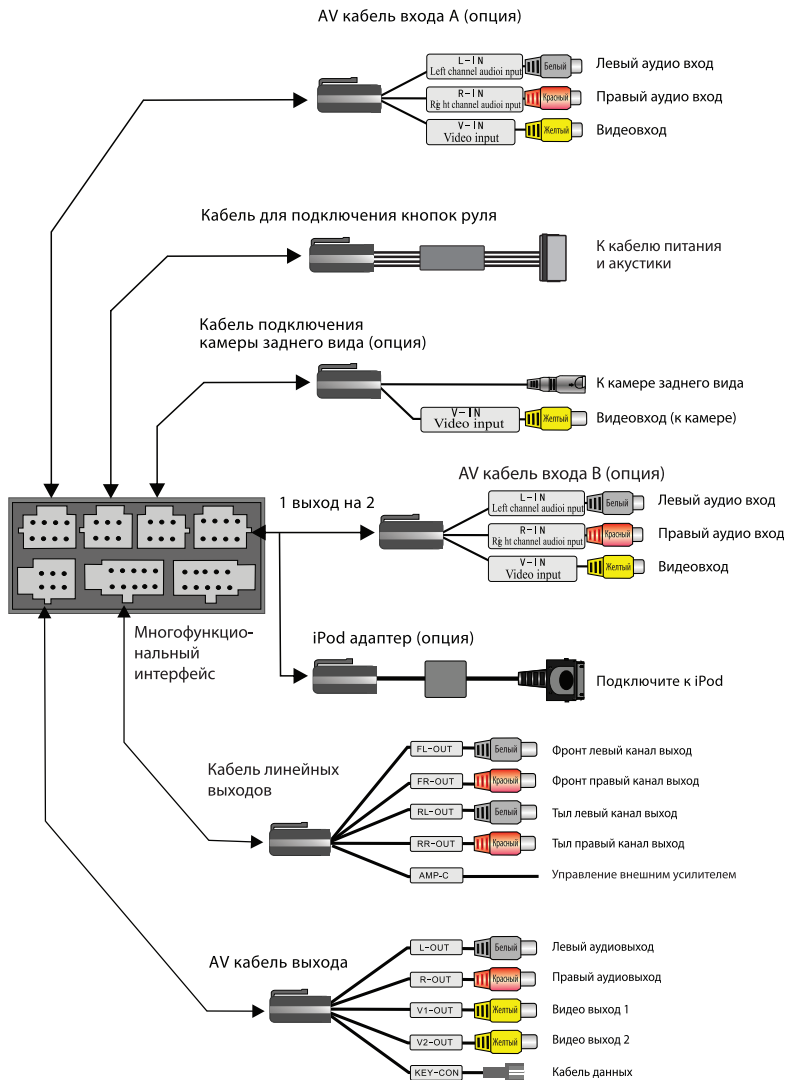 AV кабель входа А (опция)
L-IN
Left channel audioi nput
Белый
Левый аудио вход
R-IN
Rig ht channel audioi nput
Красный
Правый аудио вход
V-IN
Video input
Желтый
Видеовход
Кабель для подключения кнопок руля
К кабелю питания
и акустики
Кабель подключения
камеры заднего вида (опция)
К камере заднего вида
V-IN
Video input
Желтый
Видеовход (к камере)
AV кабель входа В (опция)
1 выход на 2
L-IN
Left channel audioi nput
Белый
Левый аудио вход
R-IN
Rig ht channel audioi nput
Красный
Правый аудио вход
V-IN
Video input
Желтый
Видеовход
Многофункцио-
нальный
интерфейс
iPod адаптер (опция)
Подключите к iPod
Кабель линейных
выходов
FL-OUT
Белый
Фронт левый канал выход
FR-OUT
Красный
Фронт правый канал выход
RL-OUT
Белый
Тыл левый канал выход
RR-OUT
Красный
Тыл правый канал выход
AMP-C
Управление внешним усилителем
AV кабель выхода
L-OUT
Белый
Левый аудиовыход
R-OUT
Красный
Правый аудиовыход
V1-OUT
Желтый
Видео выход 1
V2-OUT
Желтый
Видео выход 2
KEY-CON
Кабель данных